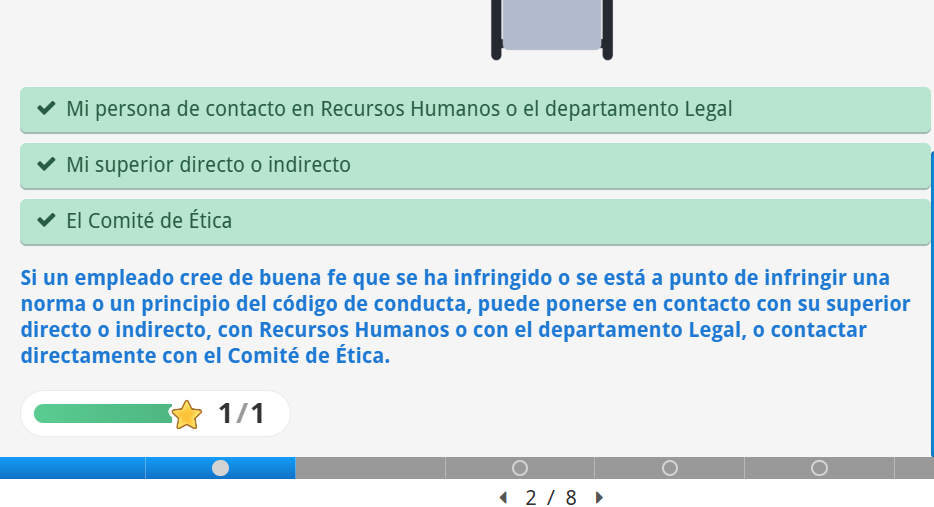 Mi persona de contacto en Recursos Humanos o el departamento Legal
Mi superior directo o indirecto
El Comité de Ética
Si un empleado cree de buena fe que se ha infringido o se está a punto de infringir una
norma o un principio del código de conducta, puede ponerse en contacto con su superior
directo o indirecto, con Recursos Humanos o con el departamento Legal, o contactar
directamente con el Comité de Ética.
1/1
2 / 8